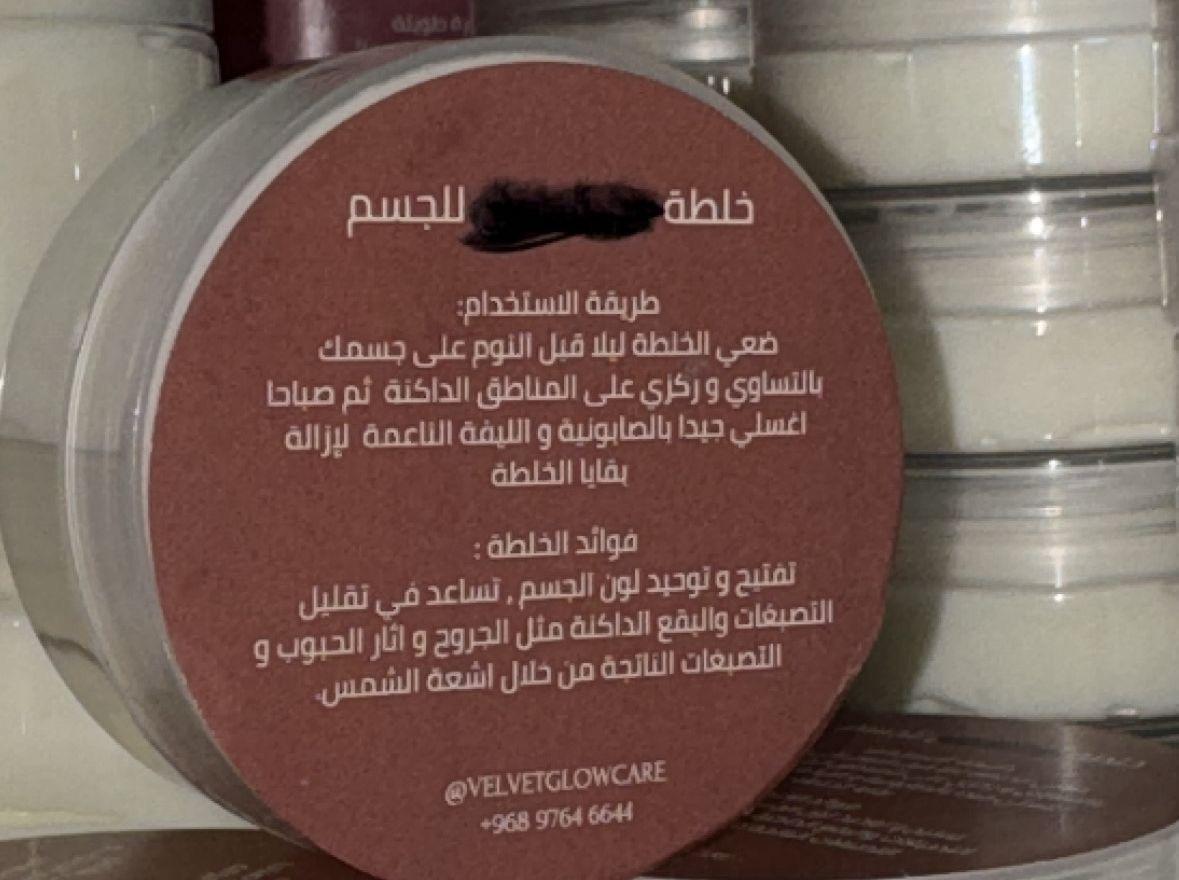 رة طويلة
خلطة للجسم
طريقة الاستخدام:
ضعي الخلطة ليلا قبل النوم على جسمك
بالتساوي و ركزي على المناطق الداكنة ثم صباحا
اغسلي جيدا بالصابونية و الليفة الناعمة لإزالة
بقايا الخلطة
فوائد الخلطة :
تفتيح و توحيد لون الجسم , تساعد في تقليل
التصبغات والبقع الداكنة مثل الجروح و اثار الحبوب و
التصبغات الناتجة من خلال اشعة الشمس.
@VELVETGLOWCARE
+968 9764 6644